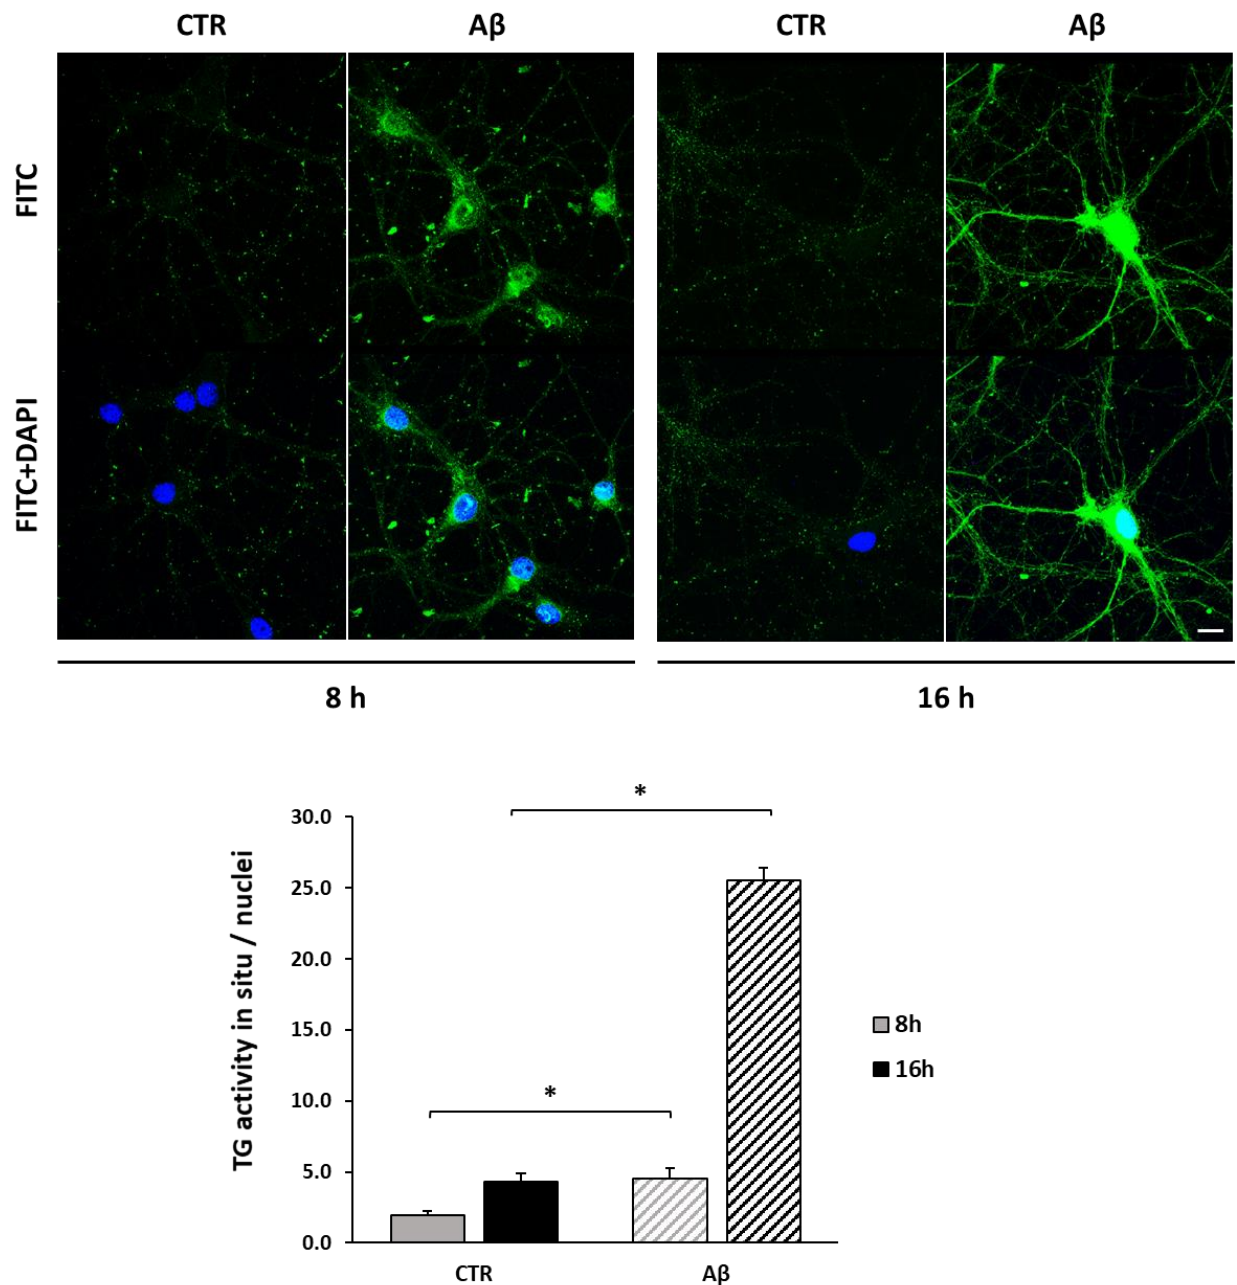 CTR Aβ CTR Aβ
FITC
FITC+DAPI
8 h 16 h
*
30.0
25.0
20.0
15.0
10.0
5.0
0.0
TG activity in situ / nuclei
*
8h
16h
CTR Aβ